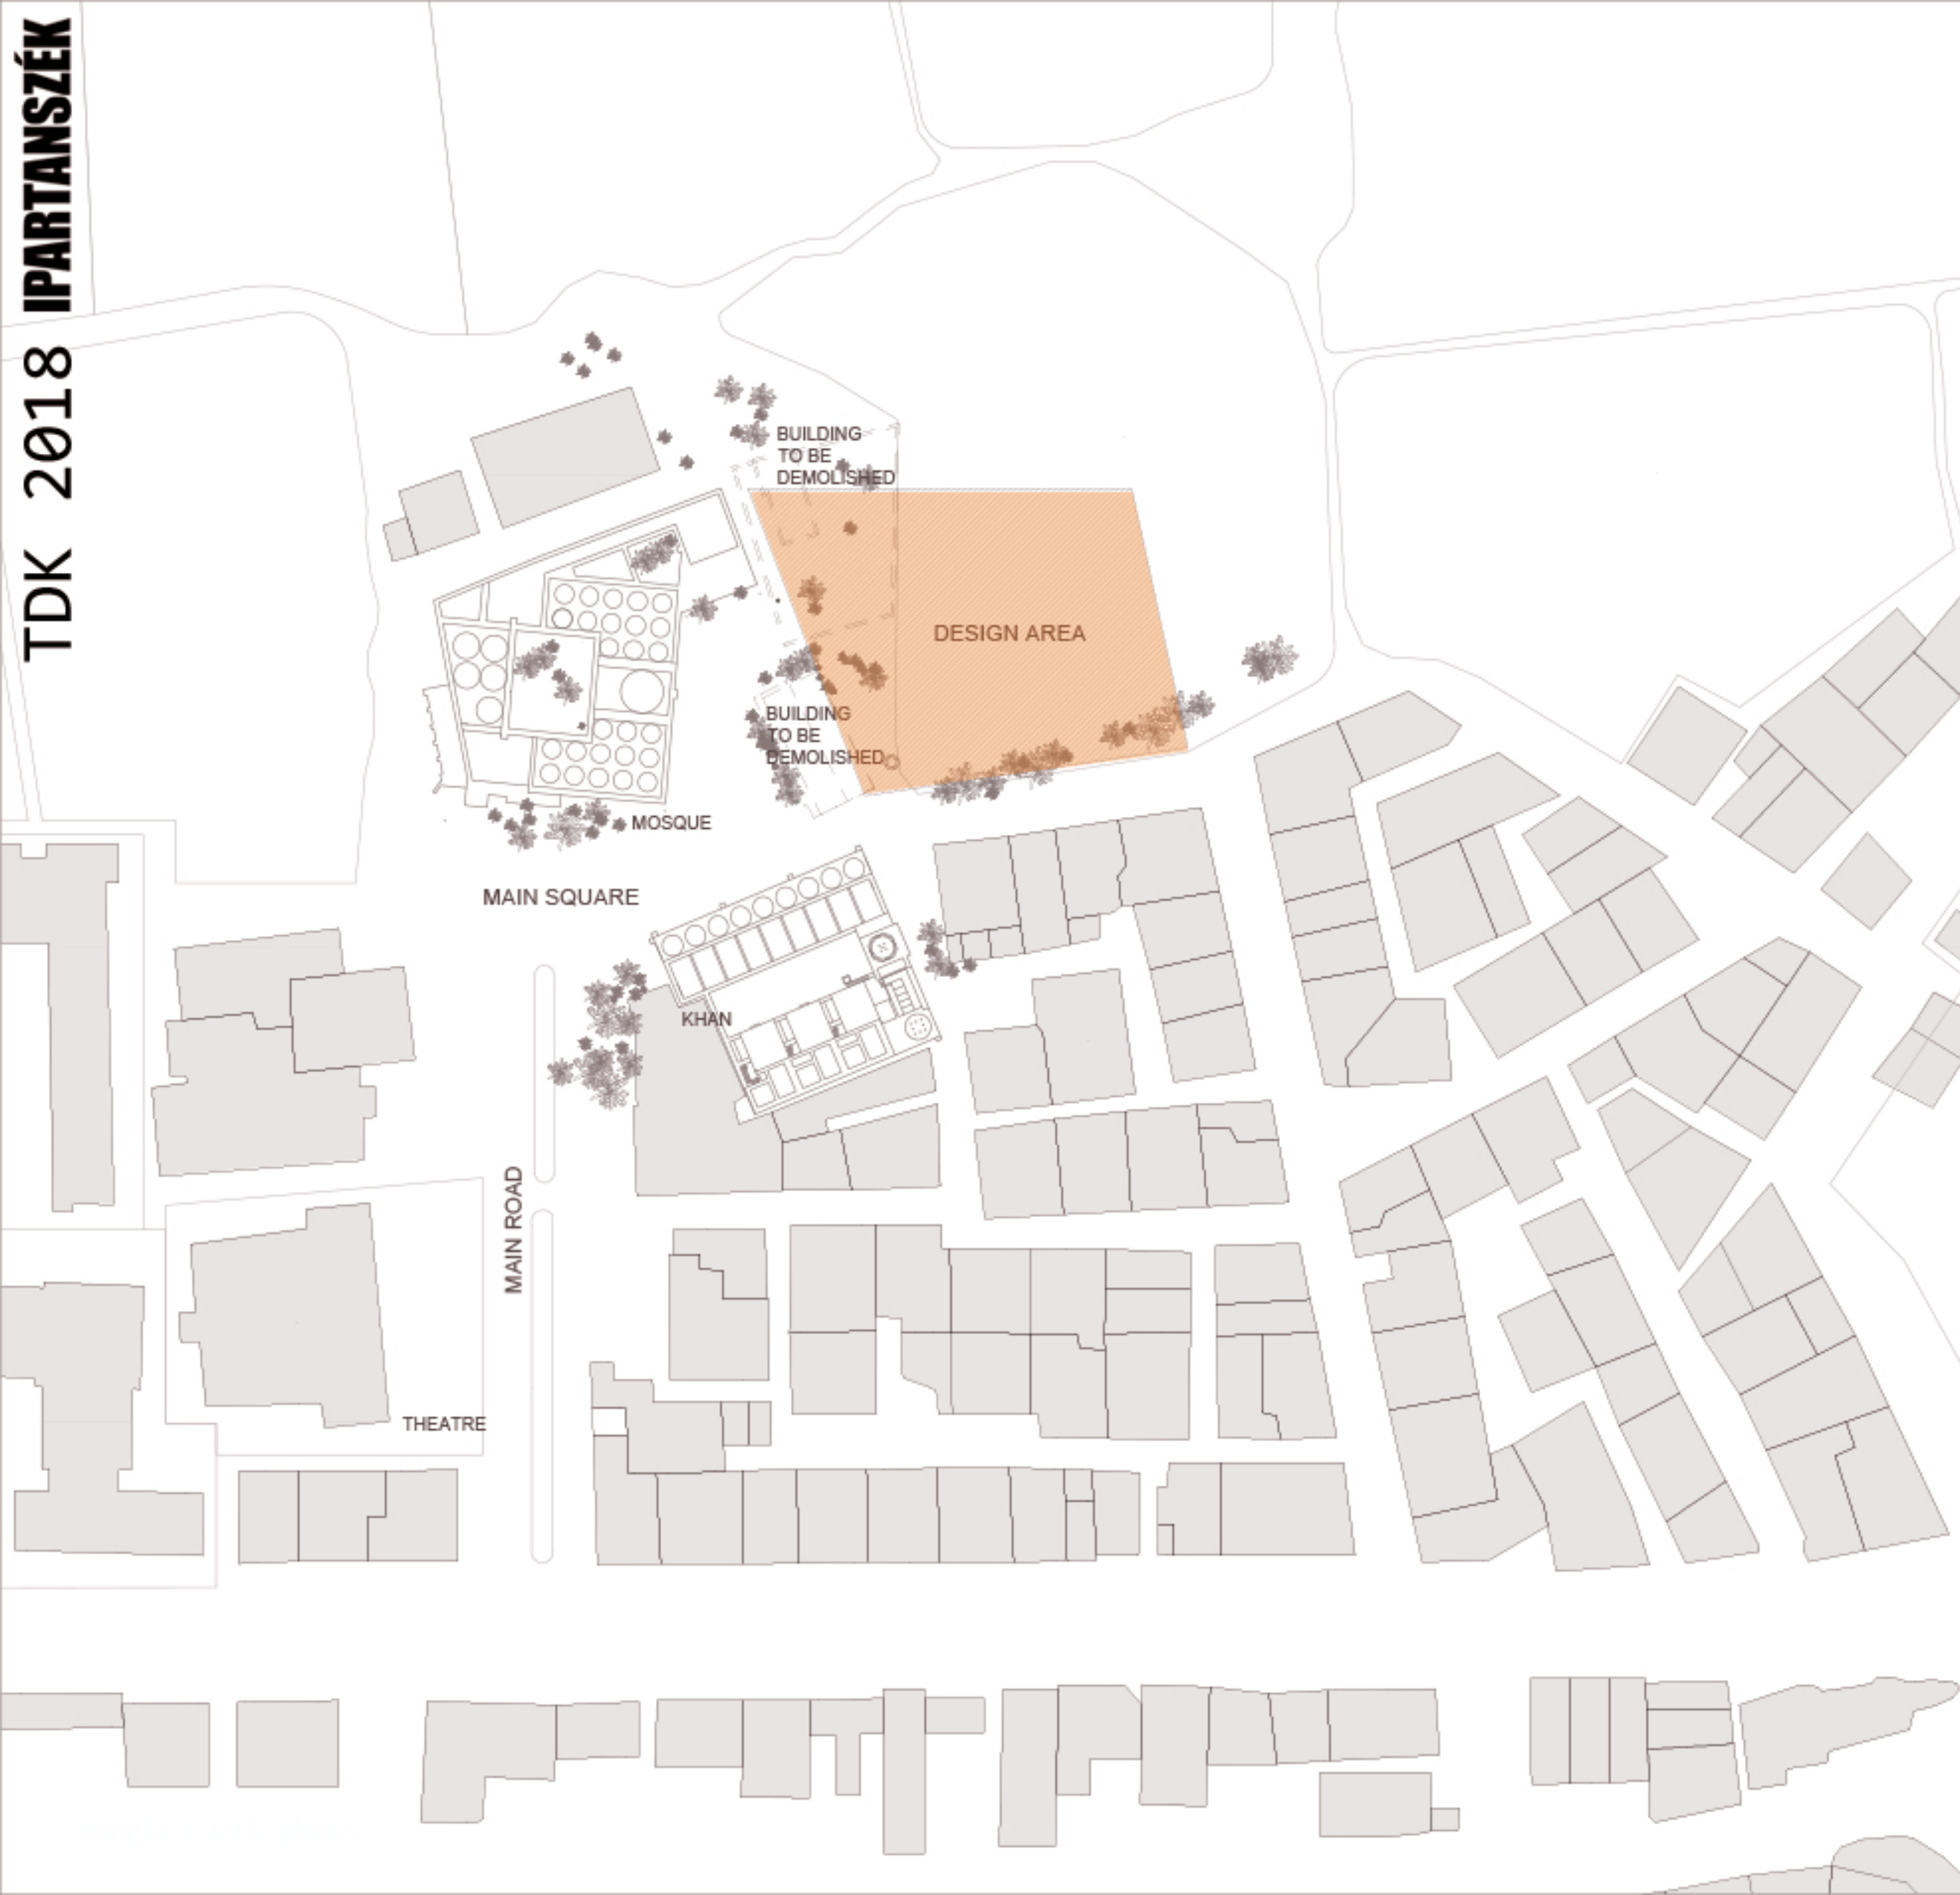 TDK 2018 IPARTANSZÉK
BUILDING
TO BE
DEMOLISHED
DESIGN AREA
BUILDING
TO BE
DEMOLISHED
MOSQUE
MAIN SQUARE
KHAN
MAIN ROAD
THEATRE